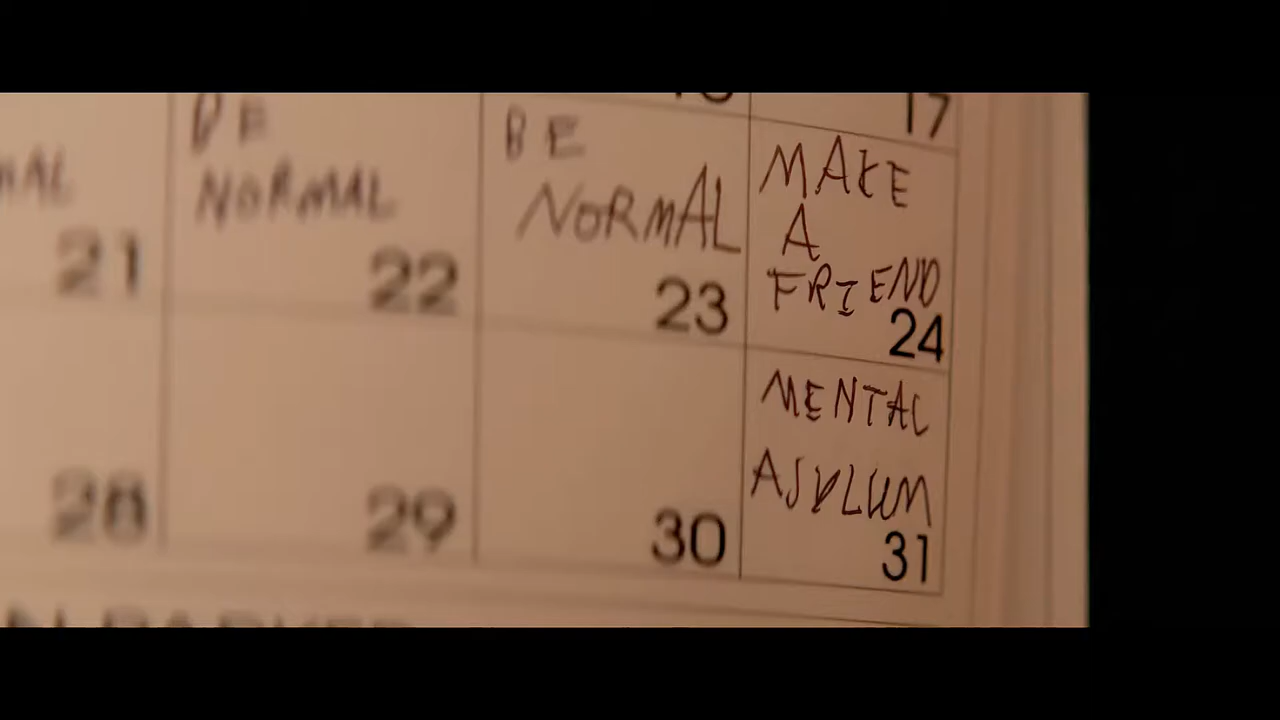 17
BE BE MAKE
NORMAL NORMAL A
FRIEND
21 22 23 24
MENTAL
ASYLUM
28 29 30 31